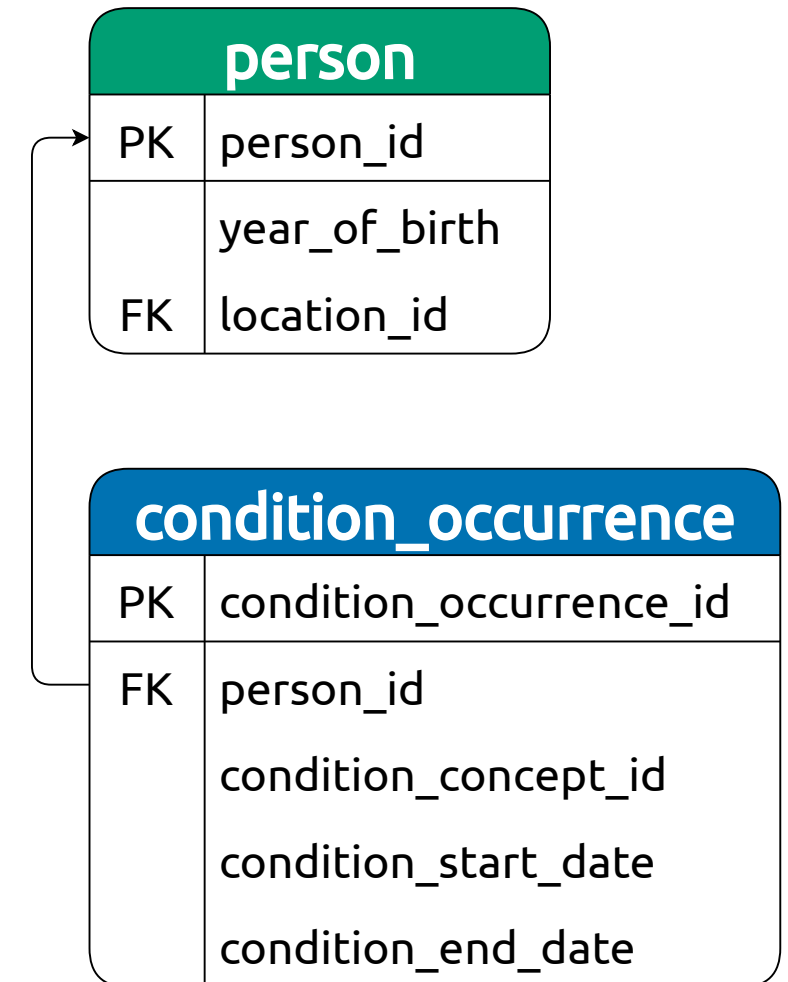 person
PK person_id
year_of_birth
FK location_id
condition_occurrence
PK condition_occurrence_id
FK person_id
condition_concept_id
condition_start_date
condition_end_date